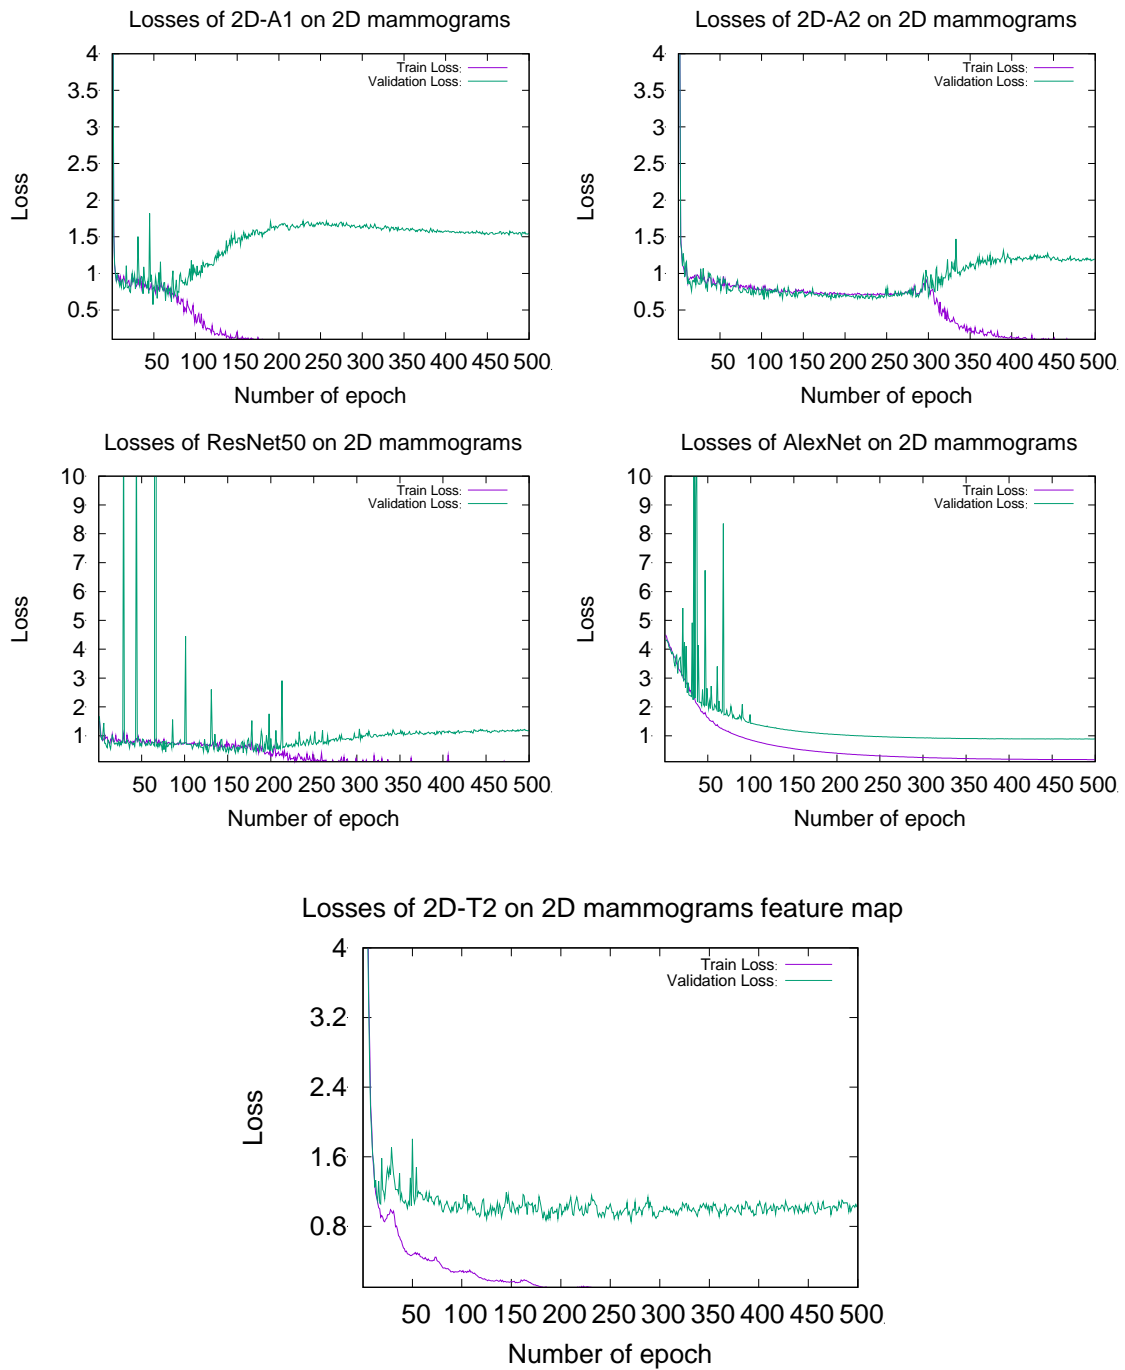 Losses of 2D-A1 on 2D mammograms
4
3.5
3
2.5
2
1.5
1
0.5
Loss
Train Loss:
Validation Loss:
50 100 150 200 250 300 350 400 450 500
Number of epoch
Losses of 2D-A2 on 2D mammograms
4
3.5
3
2.5
2
1.5
1
0.5
Loss
Train Loss:
Validation Loss:
50 100 150 200 250 300 350 400 450 500
Number of epoch
Losses of ResNet50 on 2D mammograms
10
9
8
7
6
5
4
3
2
1
Loss
Train Loss:
Validation Loss:
50 100 150 200 250 300 350 400 450 500
Number of epoch
Losses of AlexNet on 2D mammograms
10
9
8
7
6
5
4
3
2
1
Loss
Train Loss:
Validation Loss:
50 100 150 200 250 300 350 400 450 500
Number of epoch
Losses of 2D-T2 on 2D mammograms feature map
4
3.2
2.4
1.6
0.8
Loss
Train Loss:
Validation Loss:
50 100 150 200 250 300 350 400 450 500
Number of epoch